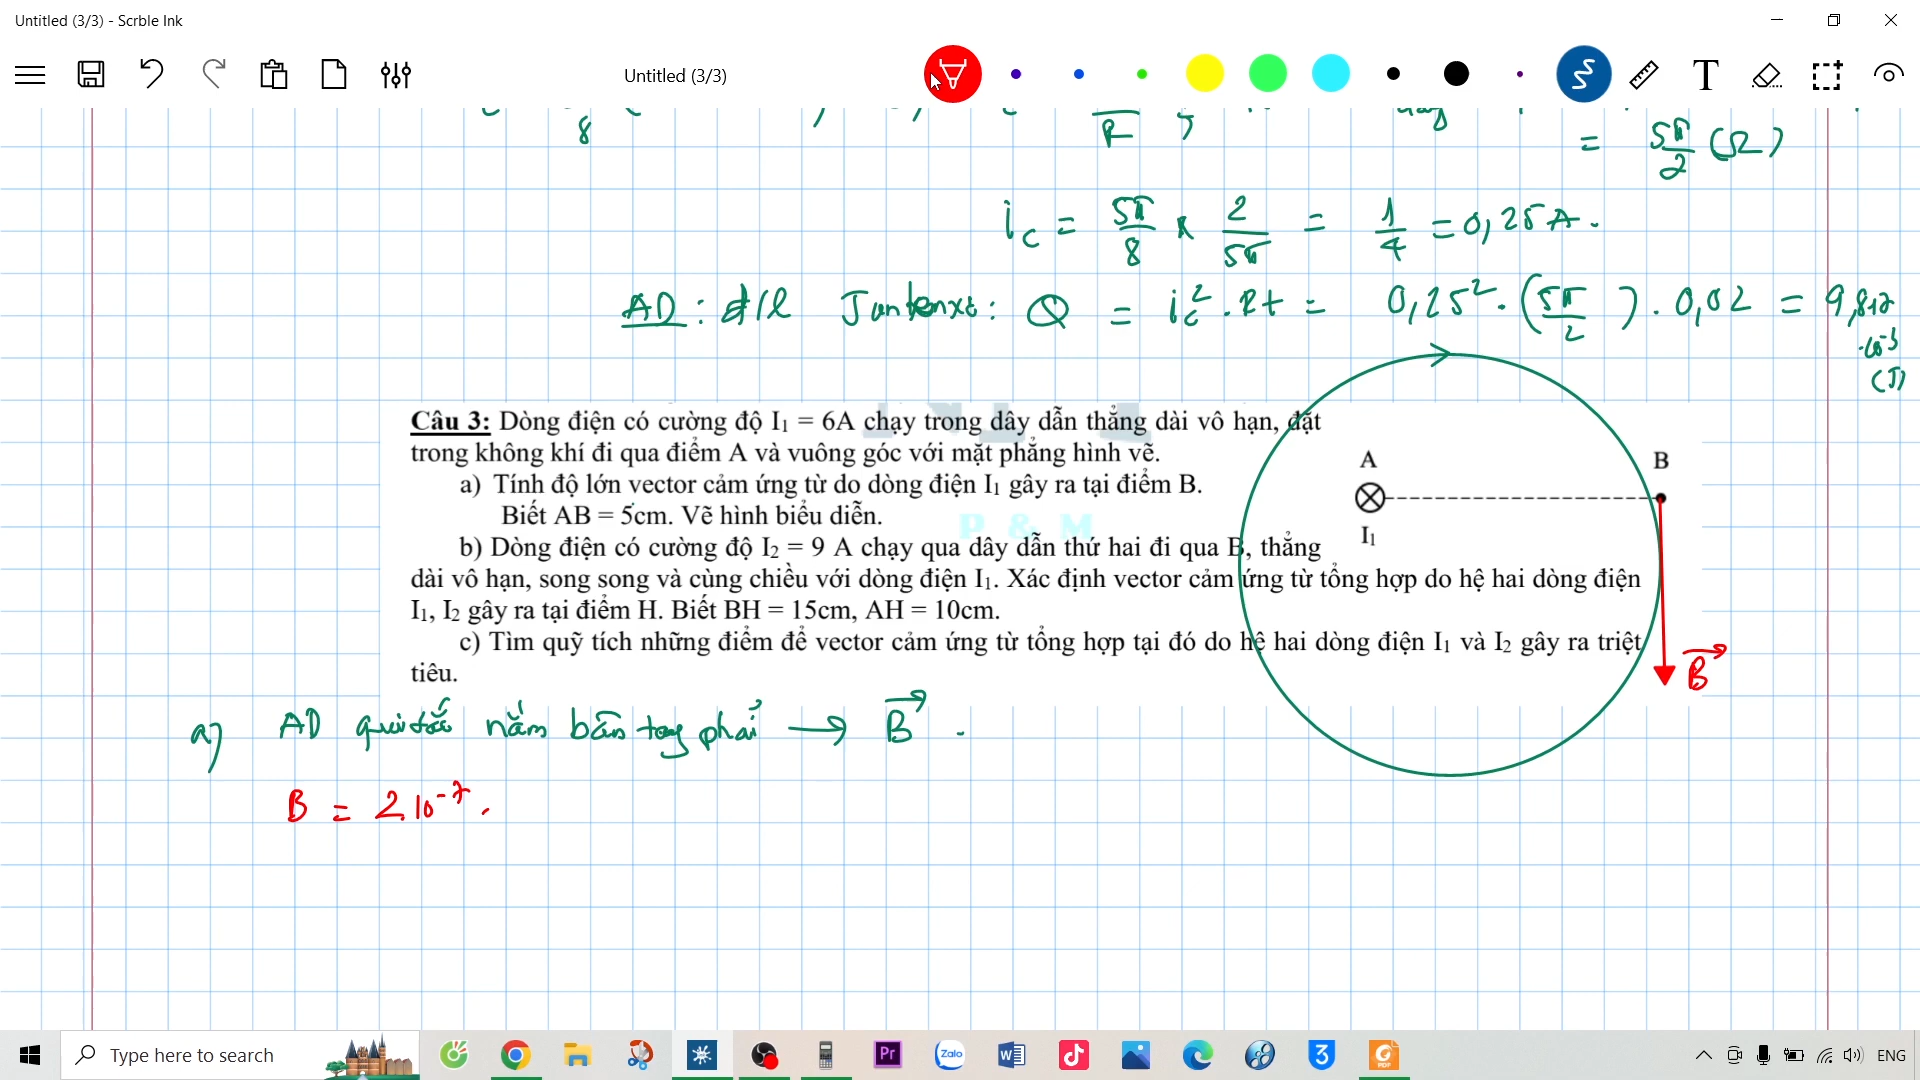 Untitled (3/3) - Scrble Ink
Untitled (3/3)
T
8
R
= 5π/2 (Ω)
i_c = 5π/8 x 2/5π = 1/4 = 0,25A.
AD: đ/l Junlenxơ: Q = i_c². Rt = 0,25². (5π/2). 0,02 = 9,812 .10⁻³ (J)
Câu 3: Dòng điện có cường độ I₁ = 6A chạy trong dây dẫn thẳng dài vô hạn, đặt
trong không khí đi qua điểm A và vuông góc với mặt phẳng hình vẽ.
a) Tính độ lớn vector cảm ứng từ do dòng điện I₁ gây ra tại điểm B.
Biết AB = 5cm. Vẽ hình biểu diễn.
P & M
b) Dòng điện có cường độ I₂ = 9 A chạy qua dây dẫn thứ hai đi qua B, thẳng
dài vô hạn, song song và cùng chiều với dòng điện I₁. Xác định vector cảm ứng từ tổng hợp do hệ hai dòng điện
I₁, I₂ gây ra tại điểm H. Biết BH = 15cm, AH = 10cm.
c) Tìm quỹ tích những điểm để vector cảm ứng từ tổng hợp tại đó do hệ hai dòng điện I₁ và I₂ gây ra triệt
tiêu.
A B
I₁
B⃗
a) AD qui tắc nắm bàn tay phải → B⃗ .
B = 2.10⁻⁷.
Type here to search
Pr
Zalo
3
PDF
ENG